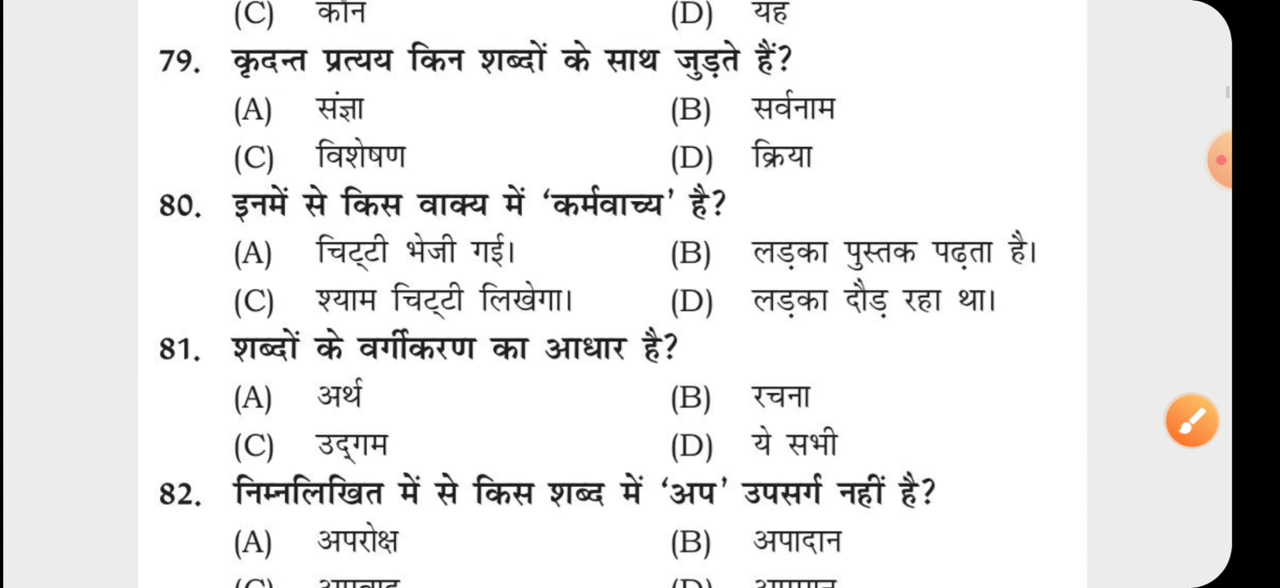 (C) कौन (D) यह
79. कृदन्त प्रत्यय किन शब्दों के साथ जुड़ते हैं?
(A) संज्ञा (B) सर्वनाम
(C) विशेषण (D) क्रिया
80. इनमें से किस वाक्य में ‘कर्मवाच्य’ है?
(A) चिट्टी भेजी गई। (B) लड़का पुस्तक पढ़ता है।
(C) श्याम चिट्टी लिखेगा। (D) लड़का दौड़ रहा था।
81. शब्दों के वर्गीकरण का आधार है?
(A) अर्थ (B) रचना
(C) उद्‌गम (D) ये सभी
82. निम्नलिखित में से किस शब्द में ‘अप’ उपसर्ग नहीं है?
(A) अपरोक्ष (B) अपादान
(C) (D)